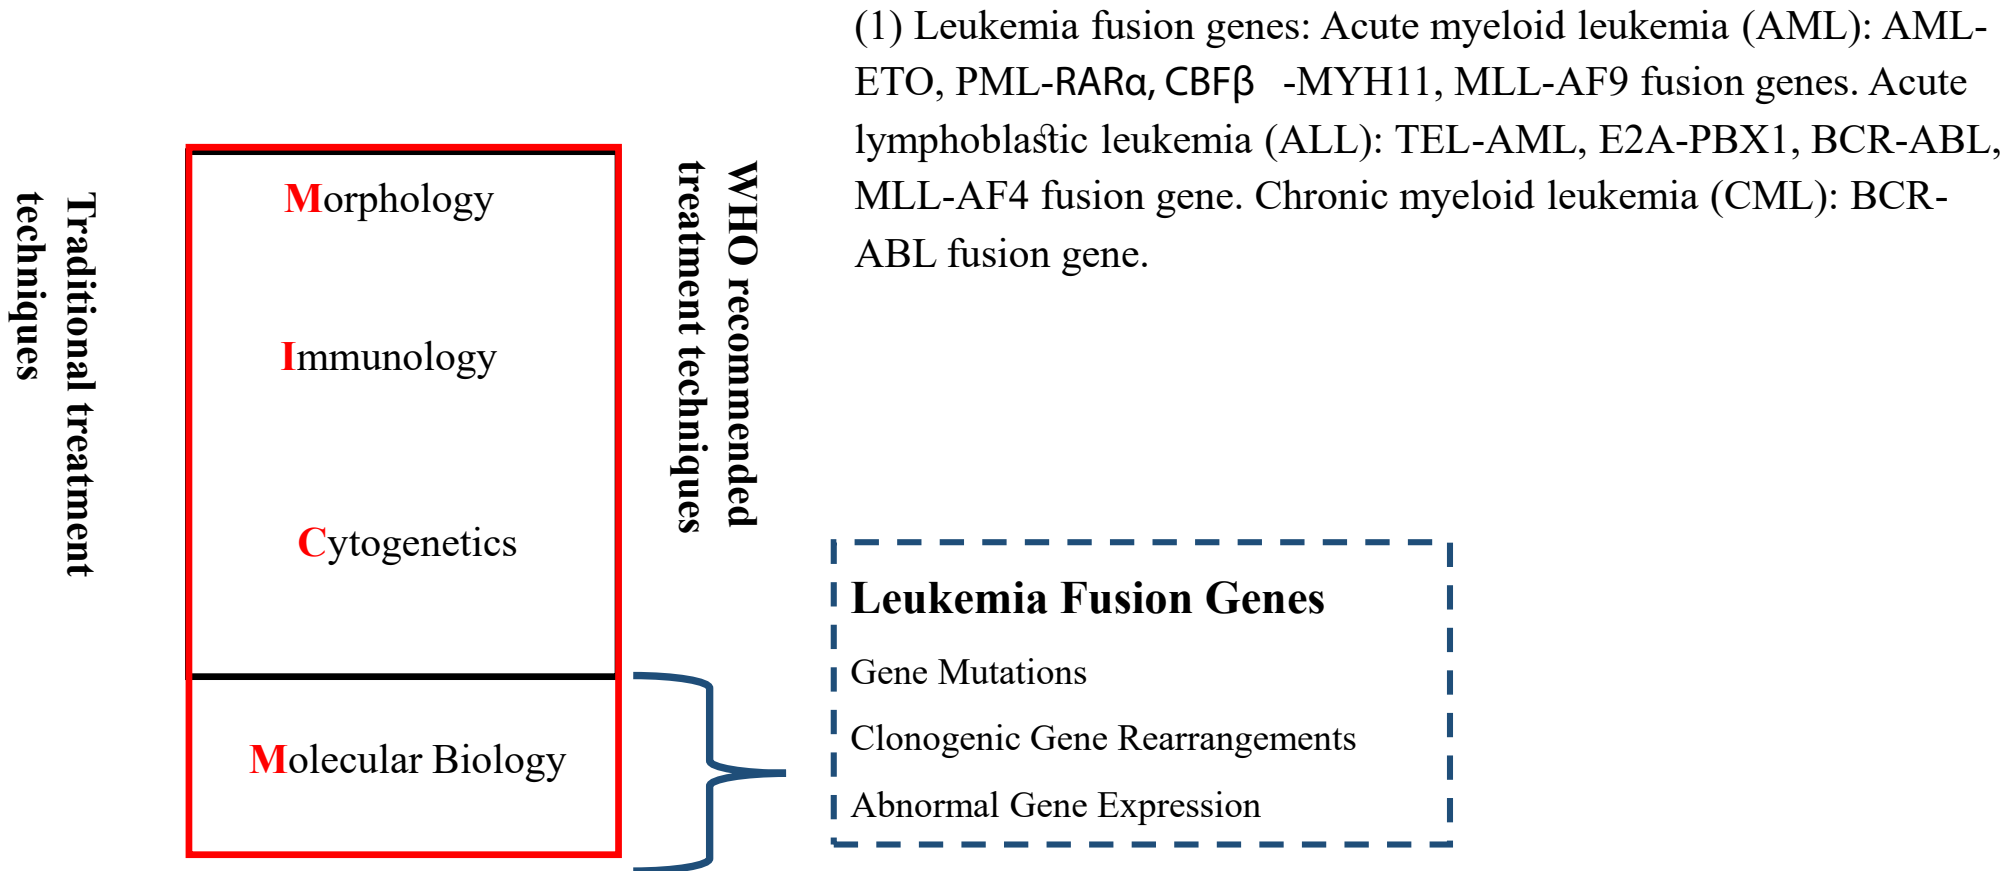 (1) Leukemia fusion genes: Acute myeloid leukemia (AML): AML-
ETO, PML-RARα, CBFβ -MYH11, MLL-AF9 fusion genes. Acute
lymphoblastic leukemia (ALL): TEL-AML, E2A-PBX1, BCR-ABL,
MLL-AF4 fusion gene. Chronic myeloid leukemia (CML): BCR-
ABL fusion gene.
Traditional treatment
techniques
Morphology
Immunology
Cytogenetics
Molecular Biology
WHO recommended
treatment techniques
Leukemia Fusion Genes
Gene Mutations
Clonogenic Gene Rearrangements
Abnormal Gene Expression